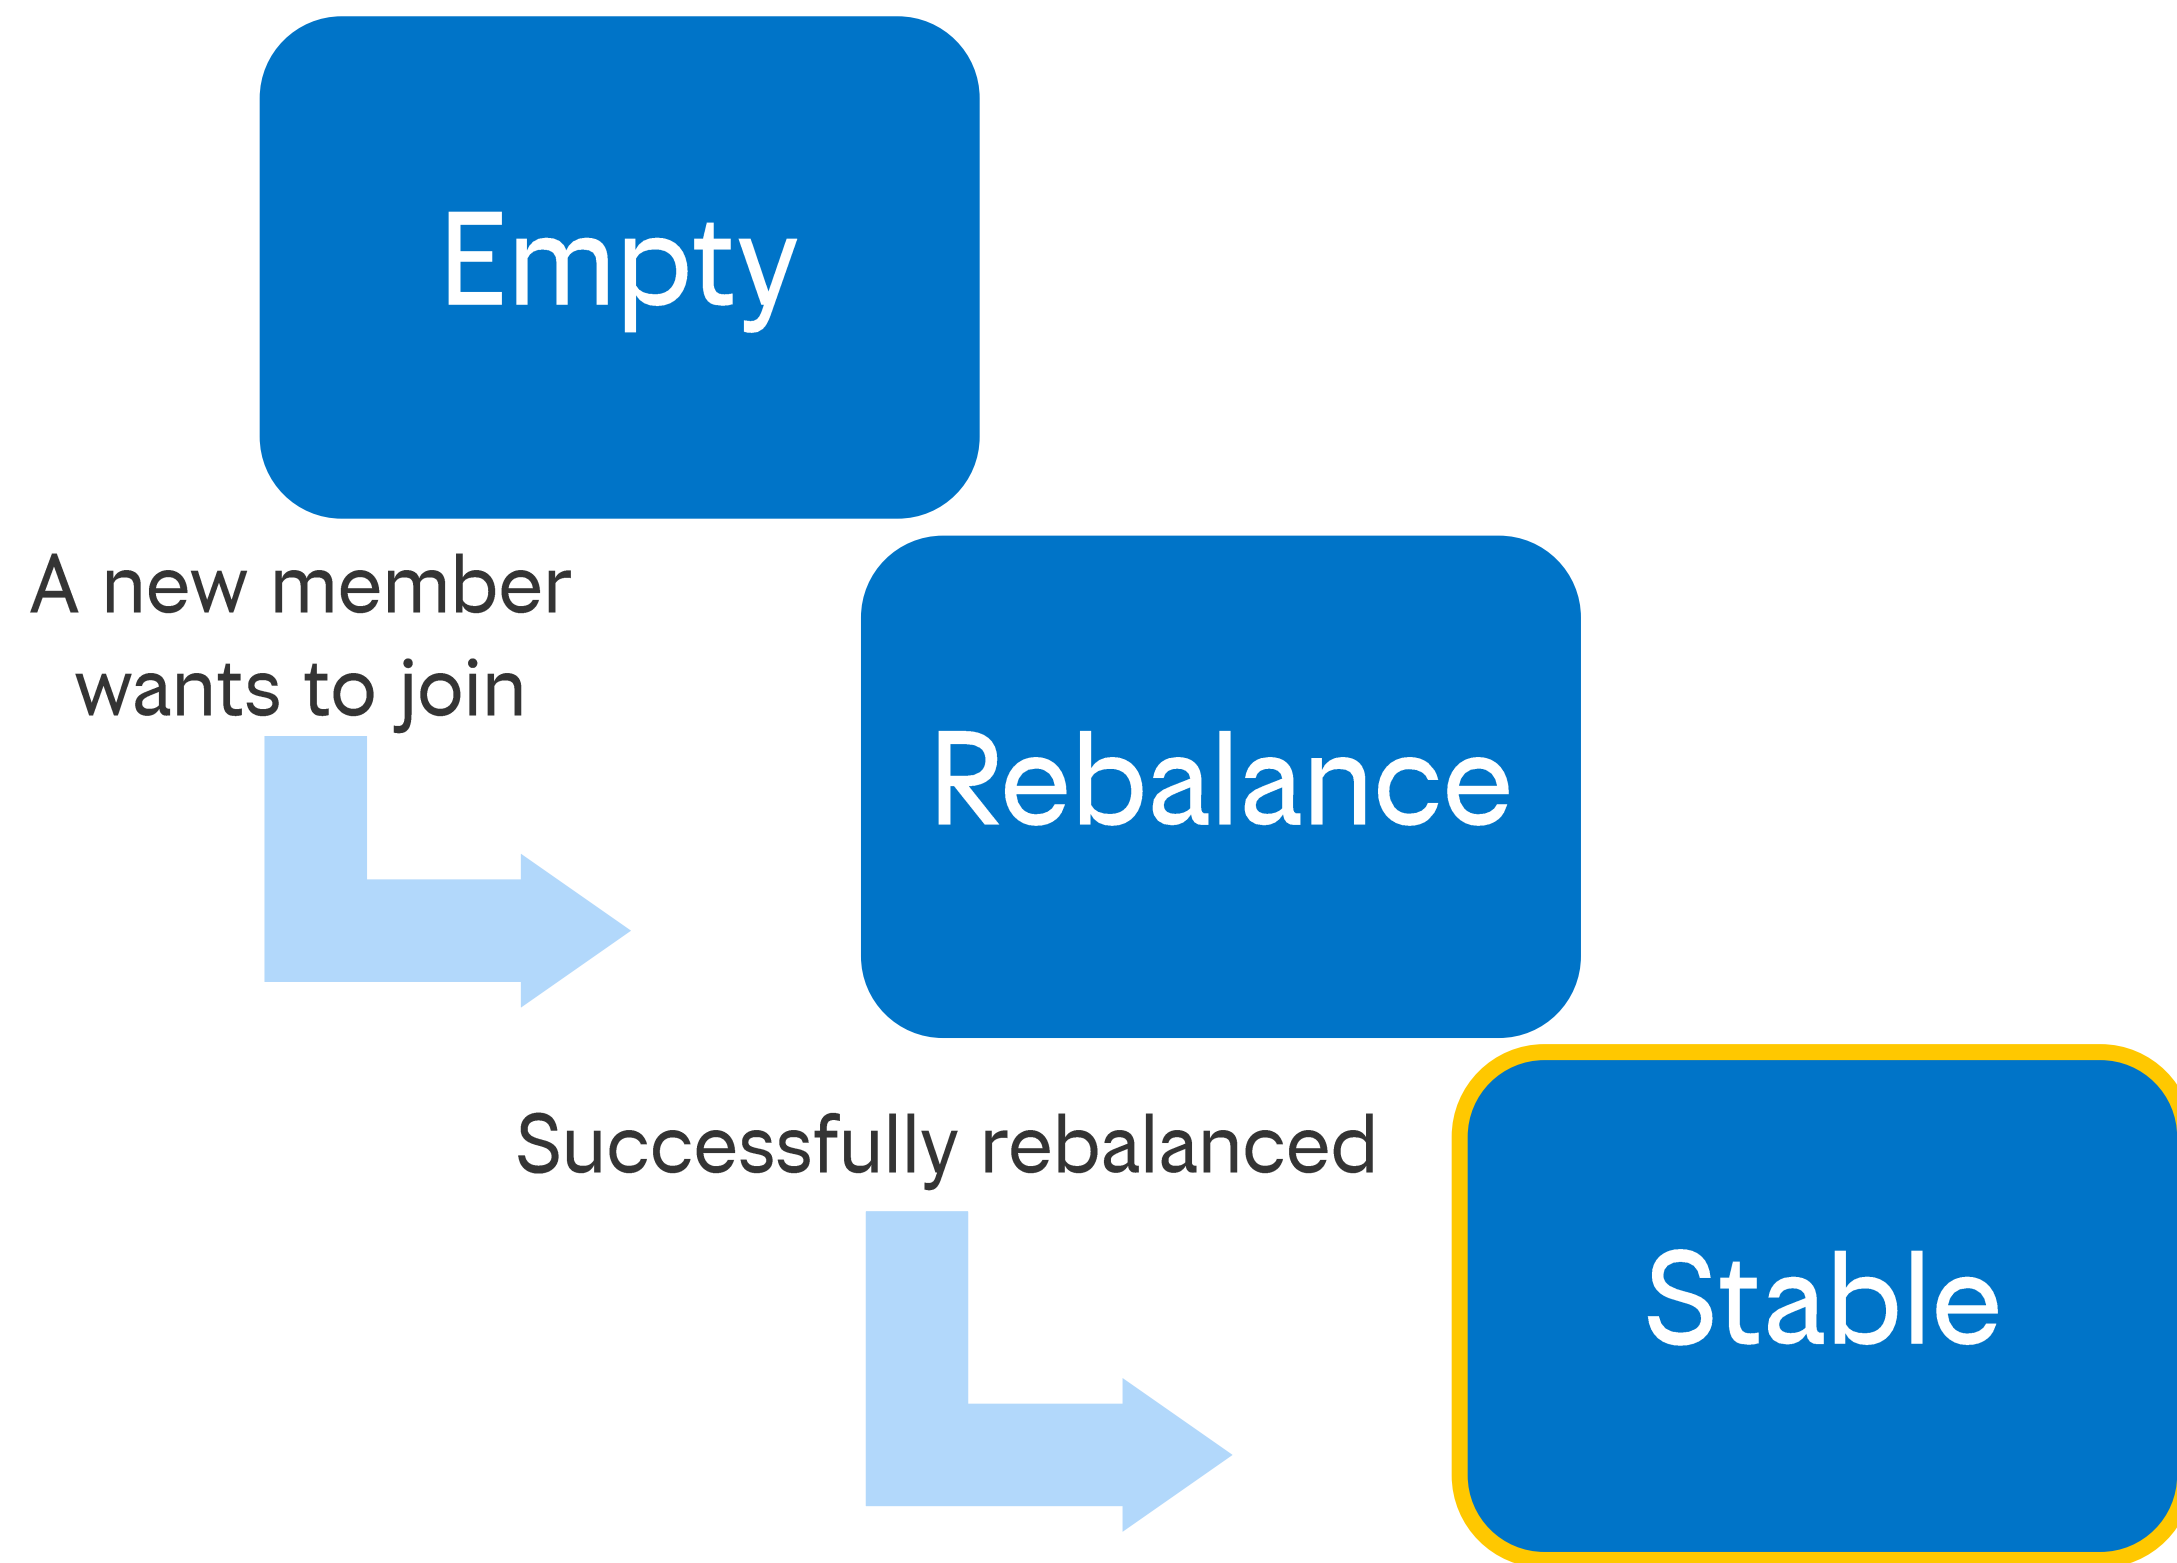 Empty
A new member
wants to join
Rebalance
Successfully rebalanced
Stable